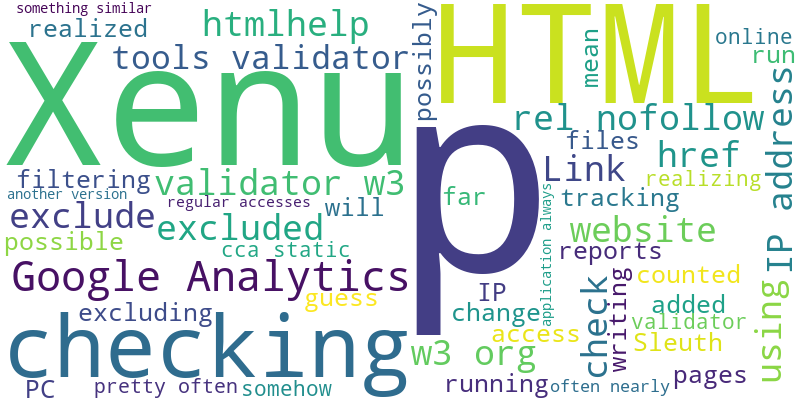 something similar
realized
htmlhelp
tools validator
Xenu
possibly
HTML
mean
online
run
rel nofollow
files
Link
href
IP address
filtering
validator w3
another version
regular accesses
exclude
excluded
will
far
p
tracking
realizing
possible
cca static
website
application always
reports
Google Analytics
guess
IP
counted
excluding
change
access
check
writing
added
validator
using
checking
w3 org
Sleuth
PC
pretty often
somehow
running
often nearly
pages